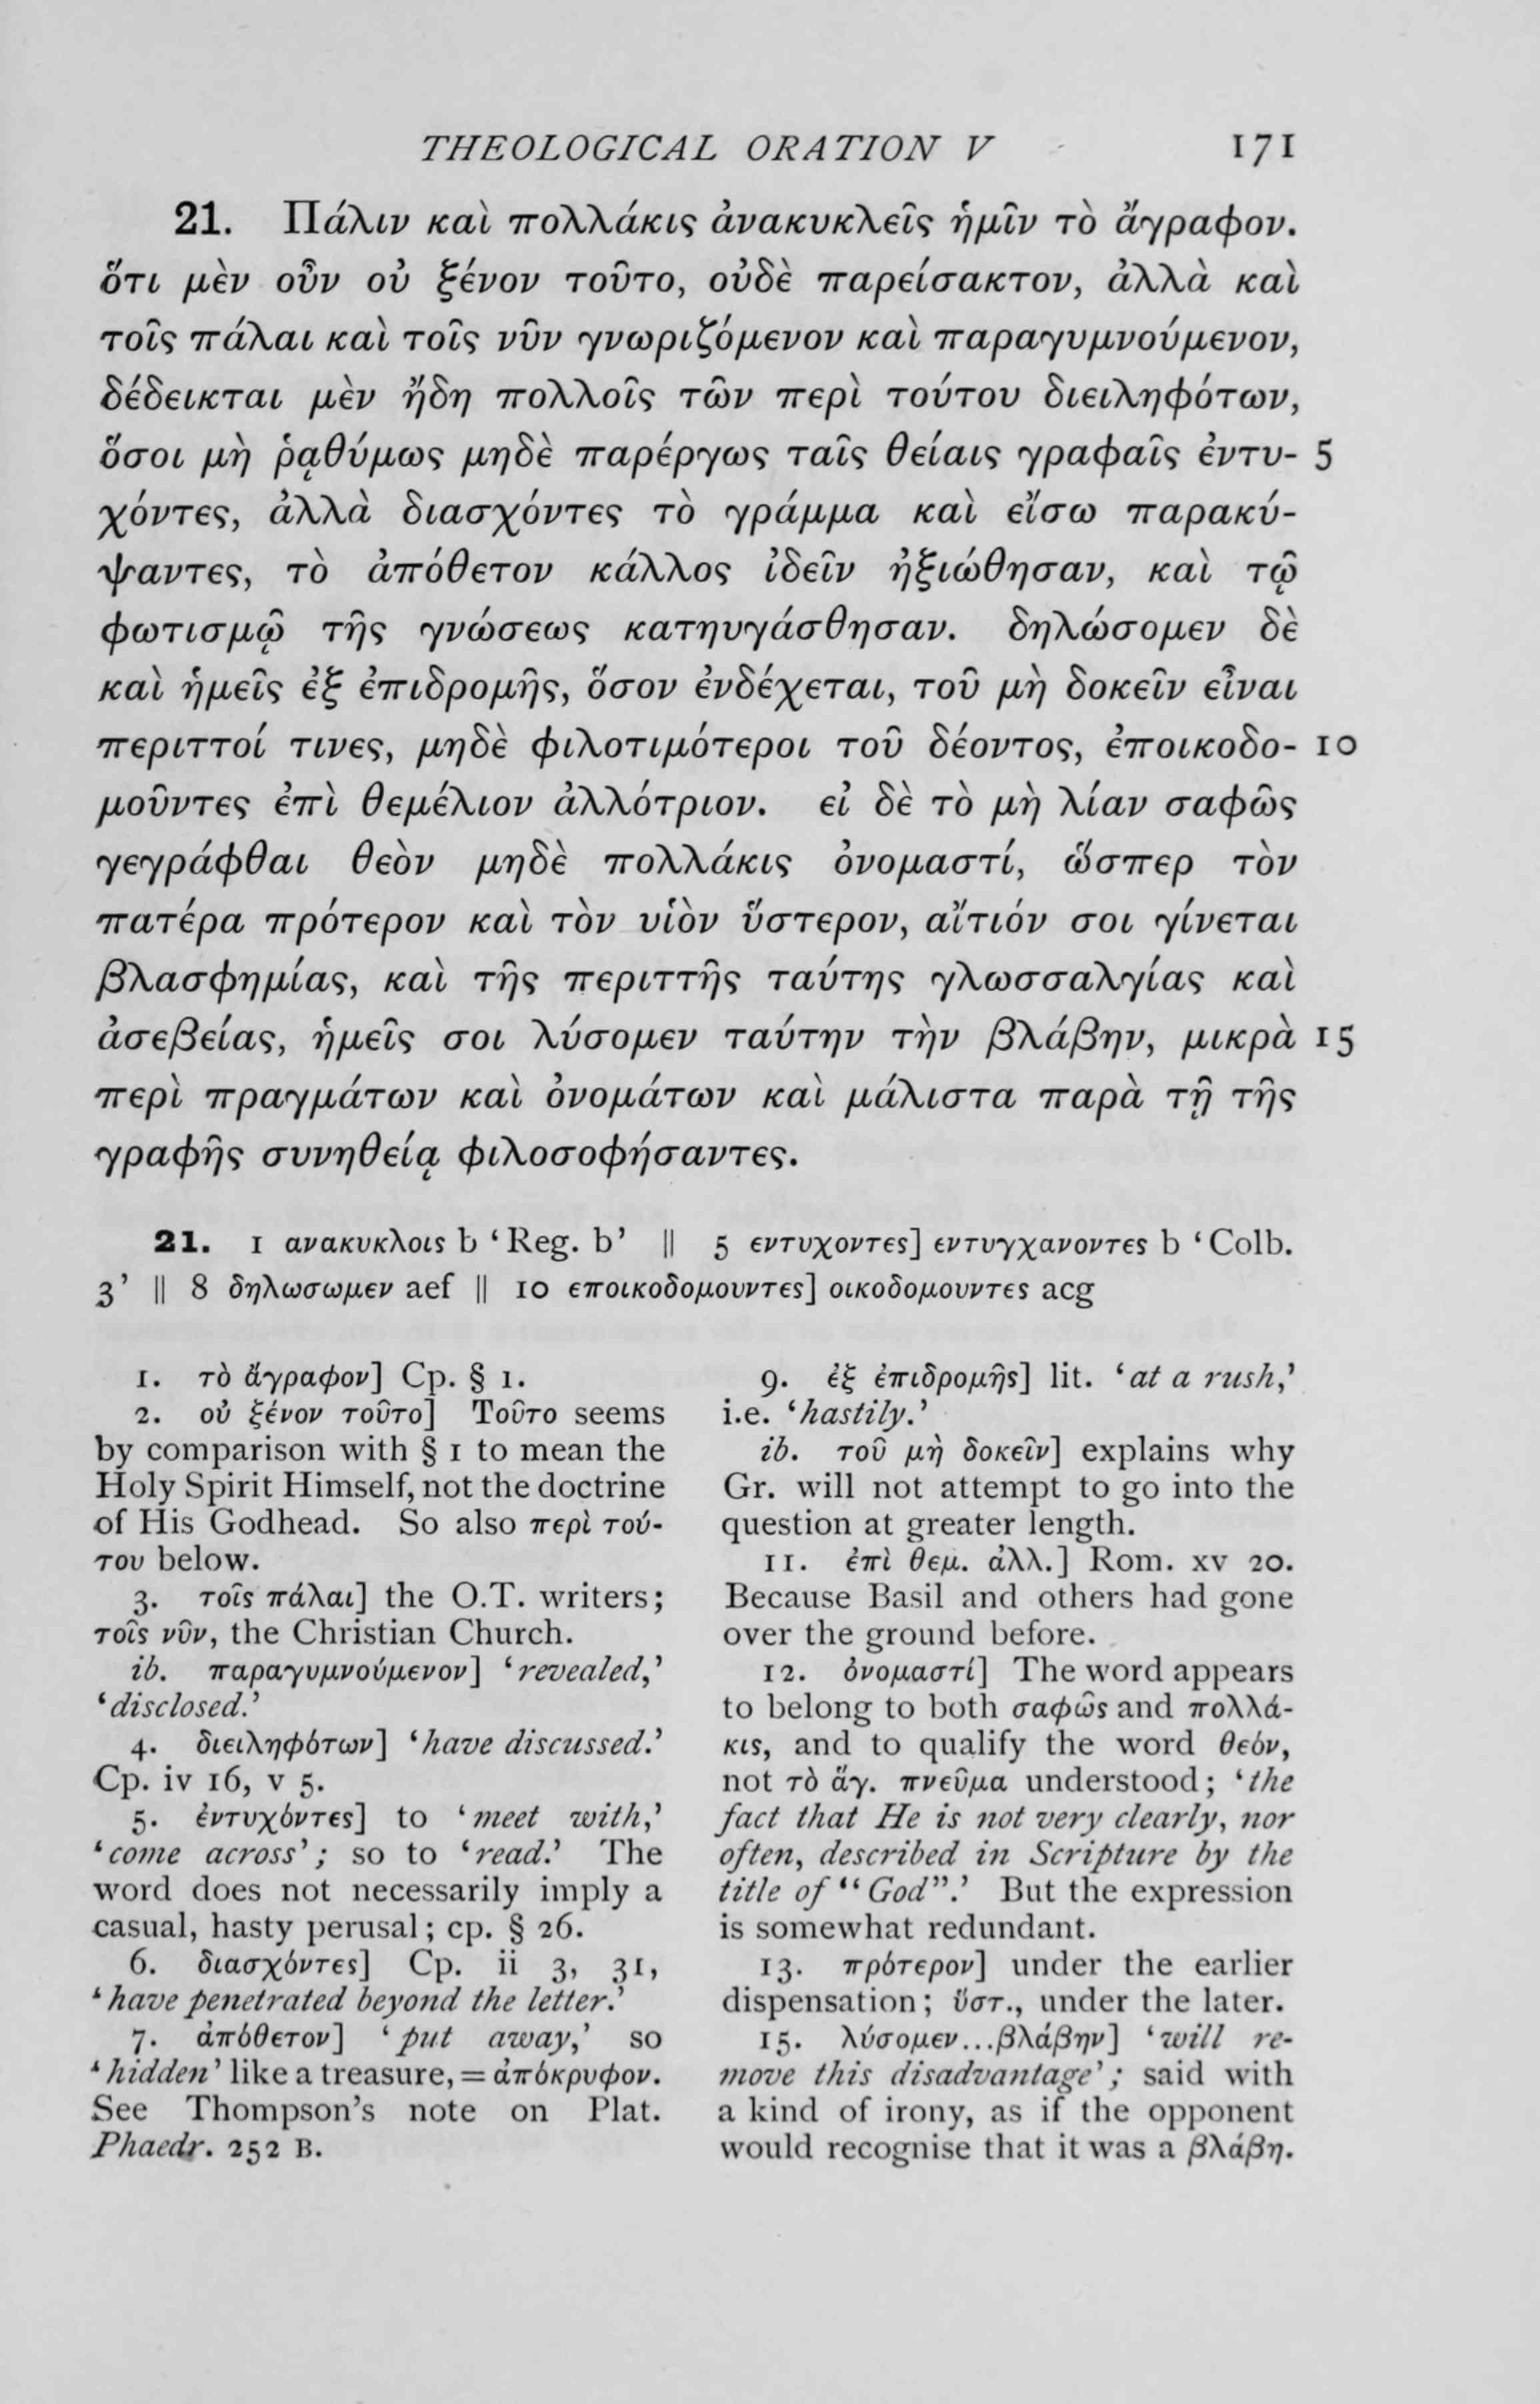 THEOLOGICAL ORATION V 171
21. Πάλιν καὶ πολλάκις ἀνακυκλεῖς ἡμῖν τὸ ἄγραφον.
ὅτι μὲν οὖν οὐ ξένον τοῦτο, οὐδὲ παρείσακτον, ἀλλὰ καὶ
τοῖς πάλαι καὶ τοῖς νῦν γνωριζόμενον καὶ παραγυμνούμενον,
δέδεικται μὲν ἤδη πολλοῖς τῶν περὶ τούτου διειληφότων,
ὅσοι μὴ ῥᾳθύμως μηδὲ παρέργως ταῖς θείαις γραφαῖς ἐντυ- 5
χόντες, ἀλλὰ διασχόντες τὸ γράμμα καὶ εἴσω παρακύ-
ψαντες, τὸ ἀπόθετον κάλλος ἰδεῖν ἠξιώθησαν, καὶ τῷ
φωτισμῷ τῆς γνώσεως κατηυγάσθησαν. δηλώσομεν δὲ
καὶ ἡμεῖς ἐξ ἐπιδρομῆς, ὅσον ἐνδέχεται, τοῦ μὴ δοκεῖν εἶναι
περιττοί τινες, μηδὲ φιλοτιμότεροι τοῦ δέοντος, ἐποικοδο- 10
μοῦντες ἐπὶ θεμέλιον ἀλλότριον. εἰ δὲ τὸ μὴ λίαν σαφῶς
γεγράφθαι θεὸν μηδὲ πολλάκις ὀνομαστί, ὥσπερ τὸν
πατέρα πρότερον καὶ τὸν υἱὸν ὕστερον, αἴτιόν σοι γίνεται
βλασφημίας, καὶ τῆς περιττῆς ταύτης γλωσσαλγίας καὶ
ἀσεβείας, ἡμεῖς σοι λύσομεν ταύτην τὴν βλάβην, μικρὰ 15
περὶ πραγμάτων καὶ ὀνομάτων καὶ μάλιστα παρὰ τῇ τῆς
γραφῆς συνηθείᾳ φιλοσοφήσαντες.
21. 1 ανακυκλοις b ‘Reg. b’ || 5 εντυχοντες] εντυγχανοντες b ‘Colb.
3’ || 8 δηλωσωμεν aef || 10 εποικοδομουντες] οικοδομουντες acg
1. τὸ ἄγραφον] Cp. § 1.
2. οὐ ξένον τοῦτο] Τοῦτο seems
by comparison with § 1 to mean the
Holy Spirit Himself, not the doctrine
of His Godhead. So also περὶ τού-
του below.
3. τοῖς πάλαι] the O.T. writers;
τοῖς νῦν, the Christian Church.
ib. παραγυμνούμενον] ‘revealed,’
‘disclosed.’
4. διειληφότων] ‘have discussed.’
Cp. iv 16, v 5.
5. ἐντυχόντες] to ‘meet with,’
‘come across’; so to ‘read.’ The
word does not necessarily imply a
casual, hasty perusal; cp. § 26.
6. διασχόντες] Cp. ii 3, 31,
‘have penetrated beyond the letter.’
7. ἀπόθετον] ‘put away,’ so
‘hidden’ like a treasure, = ἀπόκρυφον.
See Thompson’s note on Plat.
Phaedr. 252 B.
9. ἐξ ἐπιδρομῆς] lit. ‘at a rush,’
i.e. ‘hastily.’
ib. τοῦ μὴ δοκεῖν] explains why
Gr. will not attempt to go into the
question at greater length.
11. ἐπὶ θεμ. ἀλλ.] Rom. xv 20.
Because Basil and others had gone
over the ground before.
12. ὀνομαστί] The word appears
to belong to both σαφῶς and πολλά-
κις, and to qualify the word θεόν,
not τὸ ἅγ. πνεῦμα understood; ‘the
fact that He is not very clearly, nor
often, described in Scripture by the
title of “God”.’ But the expression
is somewhat redundant.
13. πρότερον] under the earlier
dispensation; ὕστ., under the later.
15. λύσομεν...βλάβην] ‘will re-
move this disadvantage’; said with
a kind of irony, as if the opponent
would recognise that it was a βλάβη.